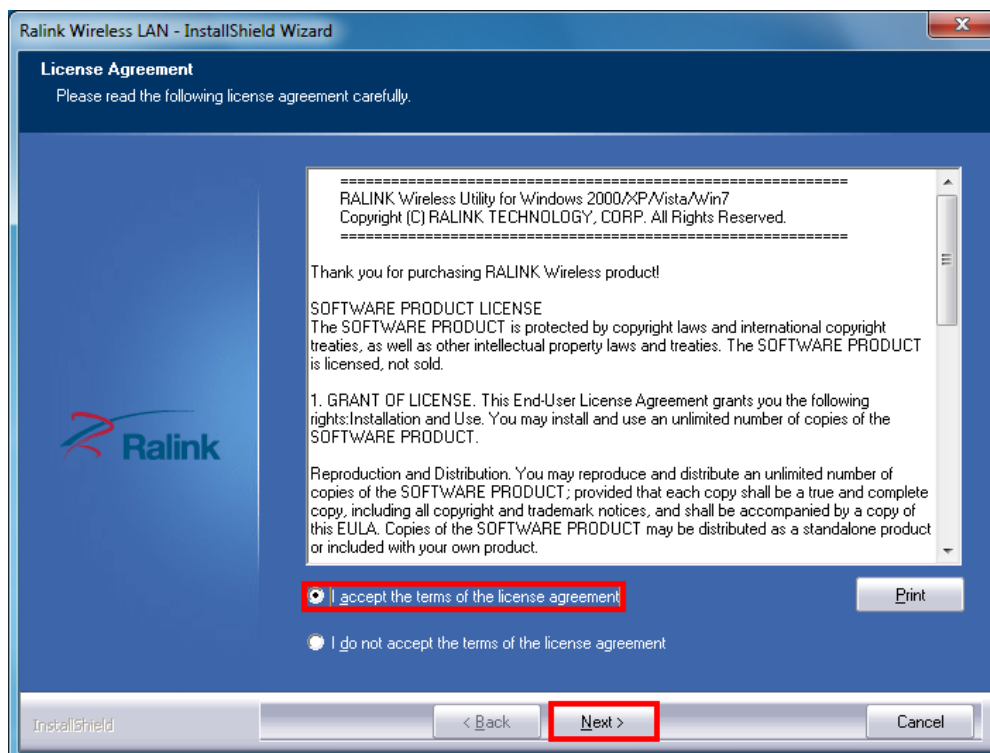 Ralink Wireless LAN - InstallShield Wizard
License Agreement
Please read the following license agreement carefully.
============================================================
RALINK Wireless Utility for Windows 2000/XP/Vista/Win7
Copyright (C) RALINK TECHNOLOGY, CORP. All Rights Reserved.
============================================================
Thank you for purchasing RALINK Wireless product!
SOFTWARE PRODUCT LICENSE
The SOFTWARE PRODUCT is protected by copyright laws and international copyright
treaties, as well as other intellectual property laws and treaties. The SOFTWARE PRODUCT
is licensed, not sold.
1. GRANT OF LICENSE. This End-User License Agreement grants you the following
rights:Installation and Use. You may install and use an unlimited number of copies of the
SOFTWARE PRODUCT.
Reproduction and Distribution. You may reproduce and distribute an unlimited number of
copies of the SOFTWARE PRODUCT; provided that each copy shall be a true and complete
copy, including all copyright and trademark notices, and shall be accompanied by a copy of
this EULA. Copies of the SOFTWARE PRODUCT may be distributed as a standalone product
or included with your own product.
Ralink
I accept the terms of the license agreement
Print
I do not accept the terms of the license agreement
InstallShield
< Back
Next >
Cancel